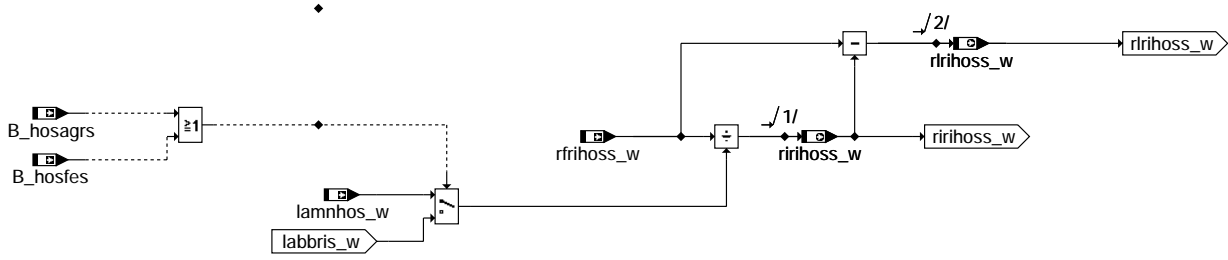 / 2/
rlrihoss_w
rlrihoss_w
B_hosagrs
≥1
/ 1/
B_hosfes
rfrihoss_w
÷
ririhoss_w
ririhoss_w
lamnhos_w
labbris_w